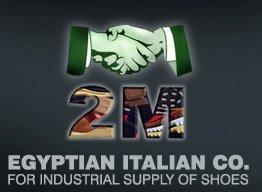 2M
EGYPTIAN ITALIAN CO.
FOR INDUSTRIAL SUPPLY OF SHOES